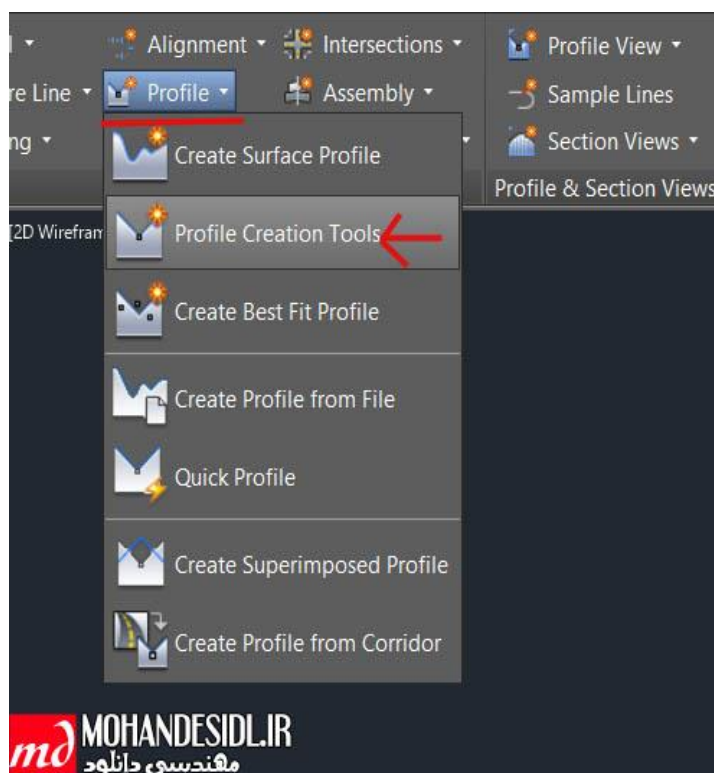 Alignment
Intersections
Profile View
re Line
Profile
Assembly
Sample Lines
ng
Section Views
Create Surface Profile
Profile & Section Views
[2D Wirefram
Profile Creation Tools
Create Best Fit Profile
Create Profile from File
Quick Profile
Create Superimposed Profile
Create Profile from Corridor
md
MOHANDESIDL.IR
مهندسی دانلود